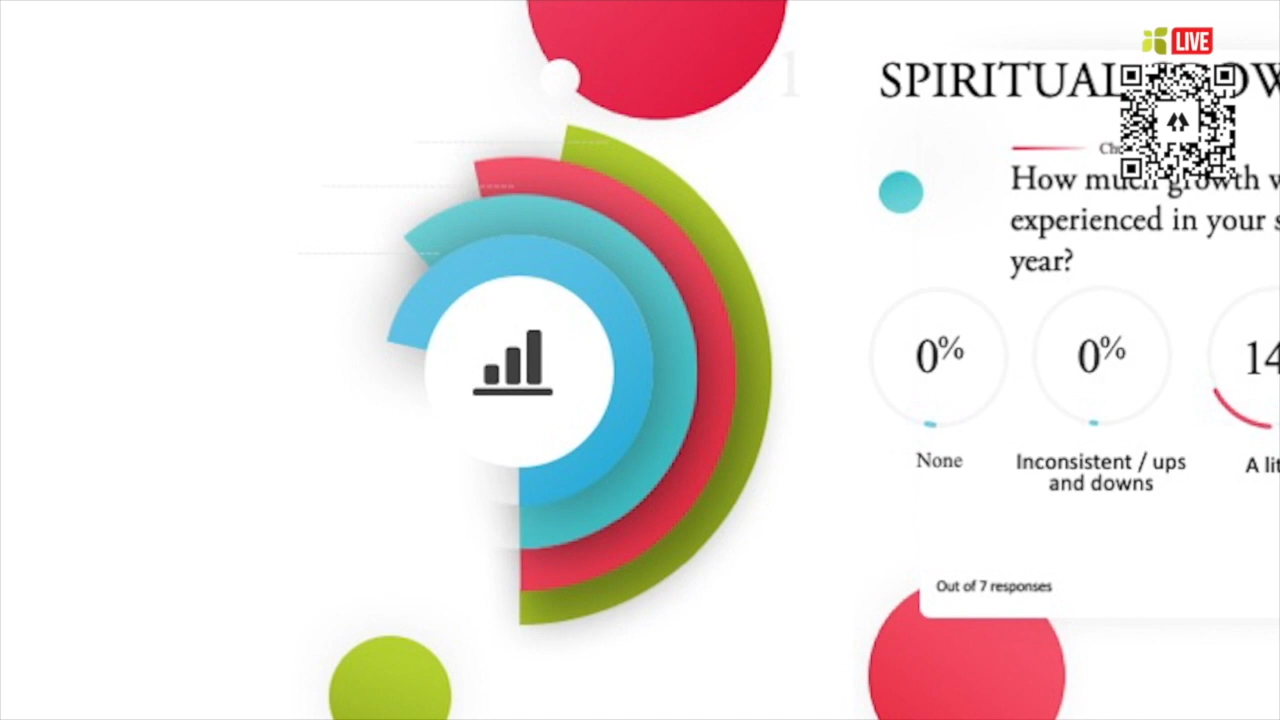 LIVE
1
SPIRITUAL
How much growth
experienced in your
year?
0%
0%
14
None
Inconsistent / ups
and downs
Out of 7 responses